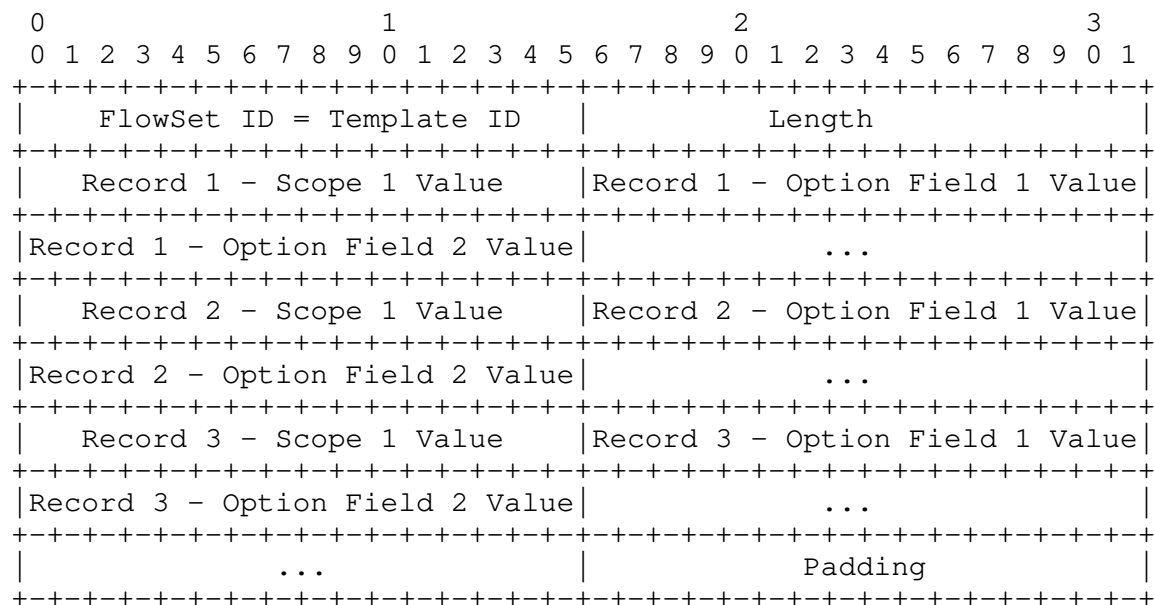 0                   1                   2                   3
 0 1 2 3 4 5 6 7 8 9 0 1 2 3 4 5 6 7 8 9 0 1 2 3 4 5 6 7 8 9 0 1
+-+-+-+-+-+-+-+-+-+-+-+-+-+-+-+-+-+-+-+-+-+-+-+-+-+-+-+-+-+-+-+-+
|    FlowSet ID = Template ID   |          Length               |
+-+-+-+-+-+-+-+-+-+-+-+-+-+-+-+-+-+-+-+-+-+-+-+-+-+-+-+-+-+-+-+-+
|   Record 1 - Scope 1 Value    |Record 1 - Option Field 1 Value|
+-+-+-+-+-+-+-+-+-+-+-+-+-+-+-+-+-+-+-+-+-+-+-+-+-+-+-+-+-+-+-+-+
|Record 1 - Option Field 2 Value|             ...               |
+-+-+-+-+-+-+-+-+-+-+-+-+-+-+-+-+-+-+-+-+-+-+-+-+-+-+-+-+-+-+-+-+
|   Record 2 - Scope 1 Value    |Record 2 - Option Field 1 Value|
+-+-+-+-+-+-+-+-+-+-+-+-+-+-+-+-+-+-+-+-+-+-+-+-+-+-+-+-+-+-+-+-+
|Record 2 - Option Field 2 Value|             ...               |
+-+-+-+-+-+-+-+-+-+-+-+-+-+-+-+-+-+-+-+-+-+-+-+-+-+-+-+-+-+-+-+-+
|   Record 3 - Scope 1 Value    |Record 3 - Option Field 1 Value|
+-+-+-+-+-+-+-+-+-+-+-+-+-+-+-+-+-+-+-+-+-+-+-+-+-+-+-+-+-+-+-+-+
|Record 3 - Option Field 2 Value|             ...               |
+-+-+-+-+-+-+-+-+-+-+-+-+-+-+-+-+-+-+-+-+-+-+-+-+-+-+-+-+-+-+-+-+
|              ...              |            Padding            |
+-+-+-+-+-+-+-+-+-+-+-+-+-+-+-+-+-+-+-+-+-+-+-+-+-+-+-+-+-+-+-+-+